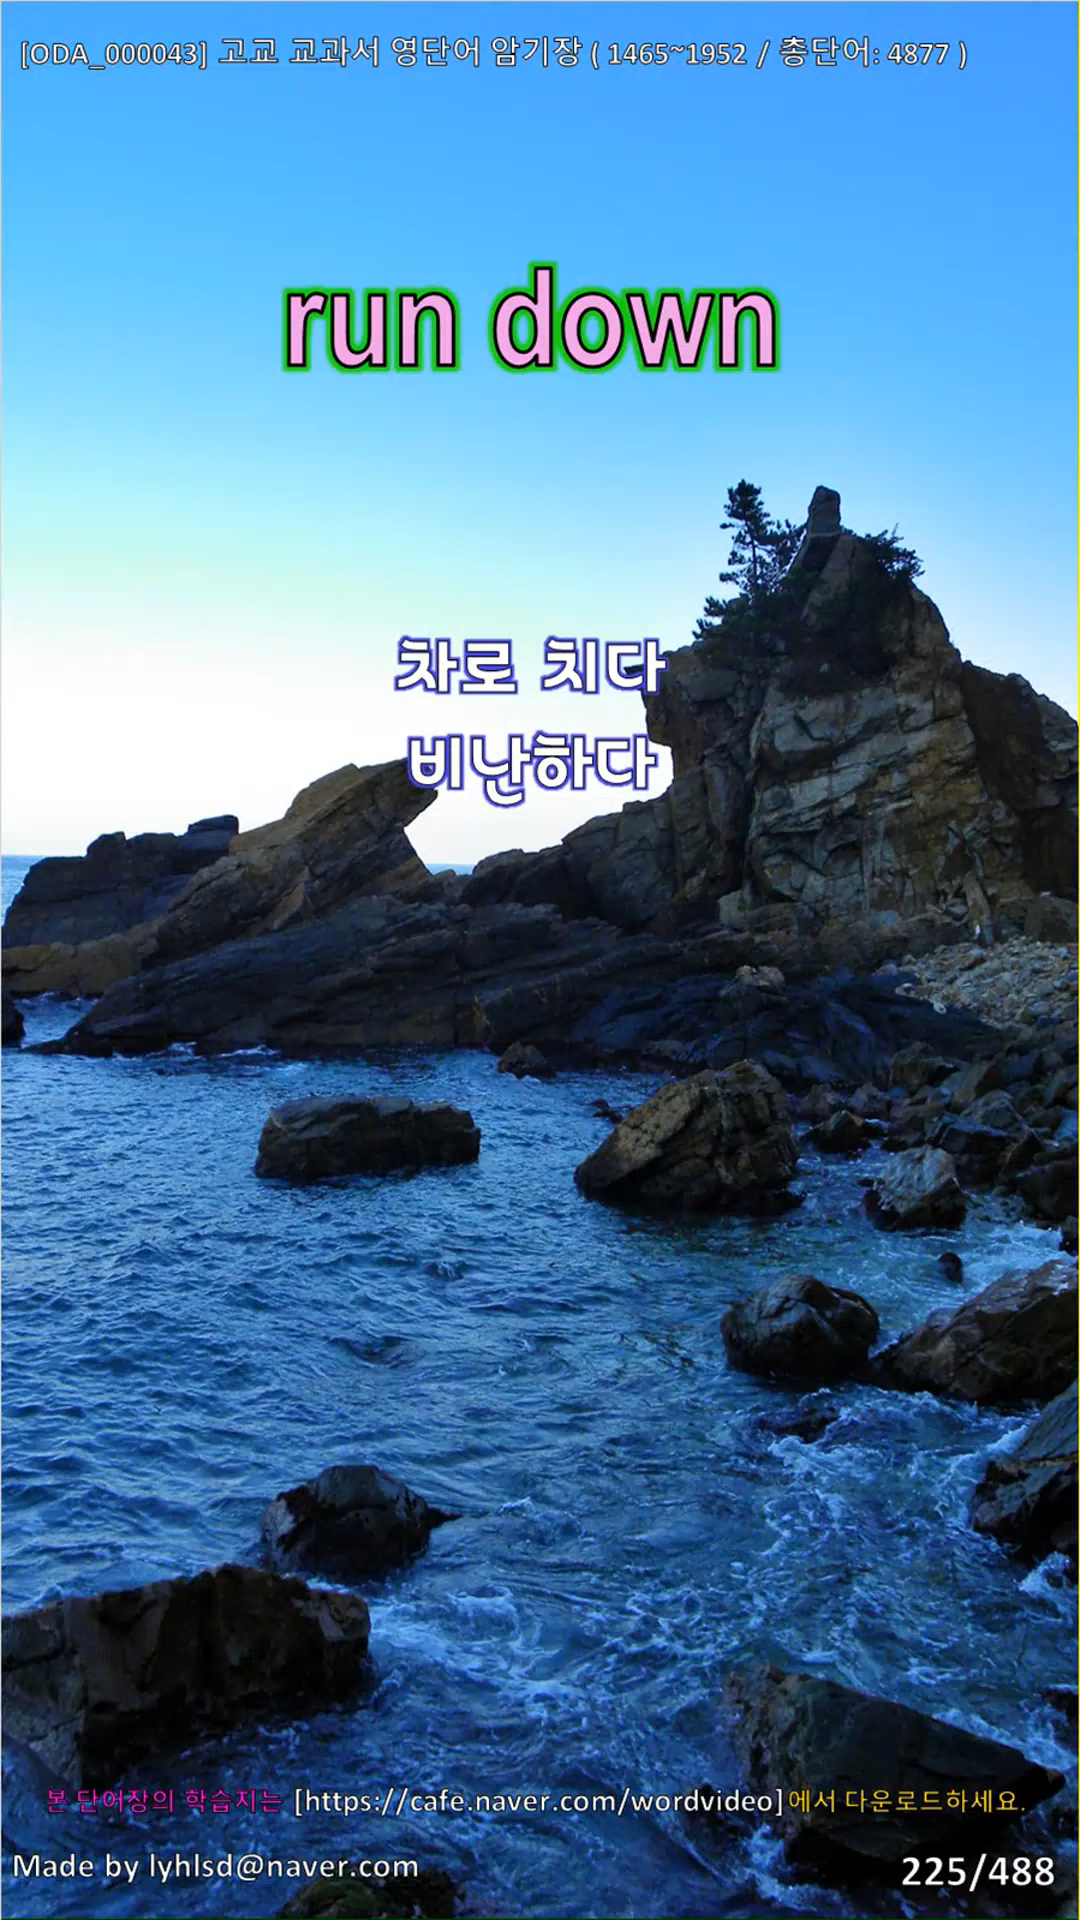 [ODA_000043] 고교 교과서 영단어 암기장 ( 1465~1952 / 총단어: 4877 )
run down
차로 치다
비난하다
본 단어장의 학습지는 [https://cafe.naver.com/wordvideo]에서 다운로드하세요.
Made by lyhlsd@naver.com
225/488